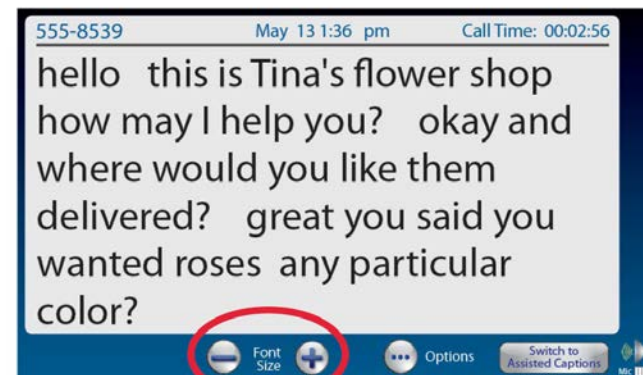 555-8539 May 13 1:36 pm Call Time: 00:02:56
hello this is Tina's flower shop
how may I help you? okay and
where would you like them
delivered? great you said you
wanted roses any particular
color?
Font
Size
Options
Switch to
Assisted Captions
Mic